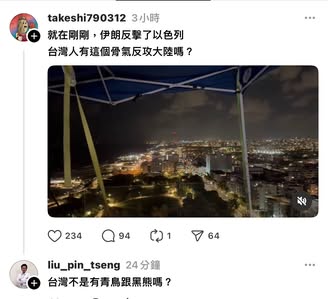 takeshi790312 3小時
就在剛剛，伊朗反擊了以色列
台灣人有這個骨氣反攻大陸嗎？
234 94 1 64
liu_pin_tseng 24分鐘
台灣不是有青鳥跟黑熊嗎？